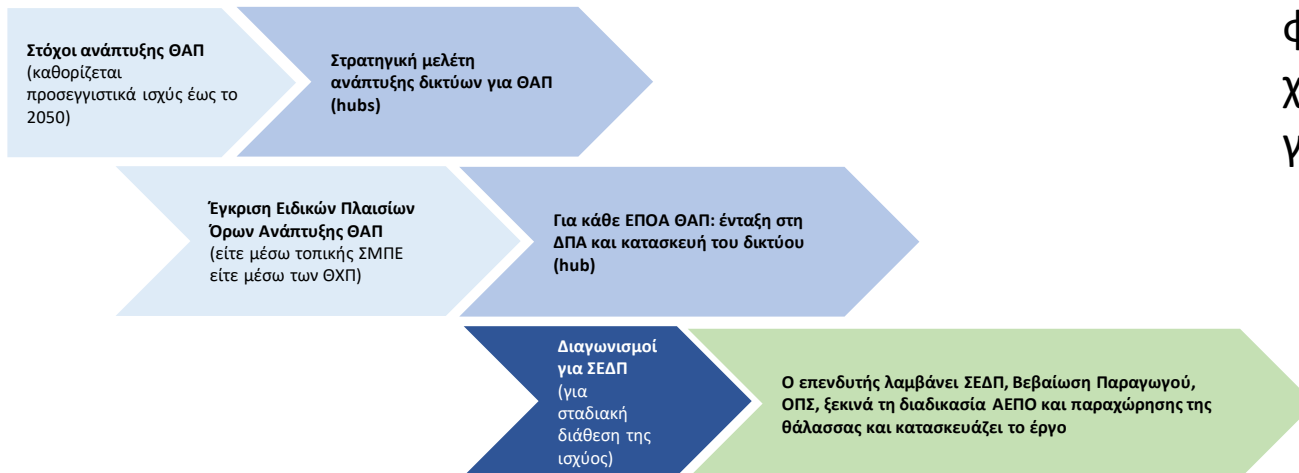 Στόχοι ανάπτυξης ΘΑΠ
(καθορίζεται
προσεγγιστικά ισχύς έως το
2050)
Στρατηγική μελέτη
ανάπτυξης δικτύων για ΘΑΠ
(hubs)
Έγκριση Ειδικών Πλαισίων
Όρων Ανάπτυξης ΘΑΠ
(είτε μέσω τοπικής ΣΜΠΕ
είτε μέσω των ΘΧΠ)
Για κάθε ΕΠΟΑ ΘΑΠ: ένταξη στη
ΔΠΑ και κατασκευή του δικτύου
(hub)
Διαγωνισμοί
για ΣΕΔΠ
(για
σταδιακή
διάθεση της
ισχύος)
Ο επενδυτής λαμβάνει ΣΕΔΠ, Βεβαίωση Παραγωγού,
ΟΠΣ, ξεκινά τη διαδικασία ΑΕΠΟ και παραχώρησης της
θάλασσας και κατασκευάζει το έργο